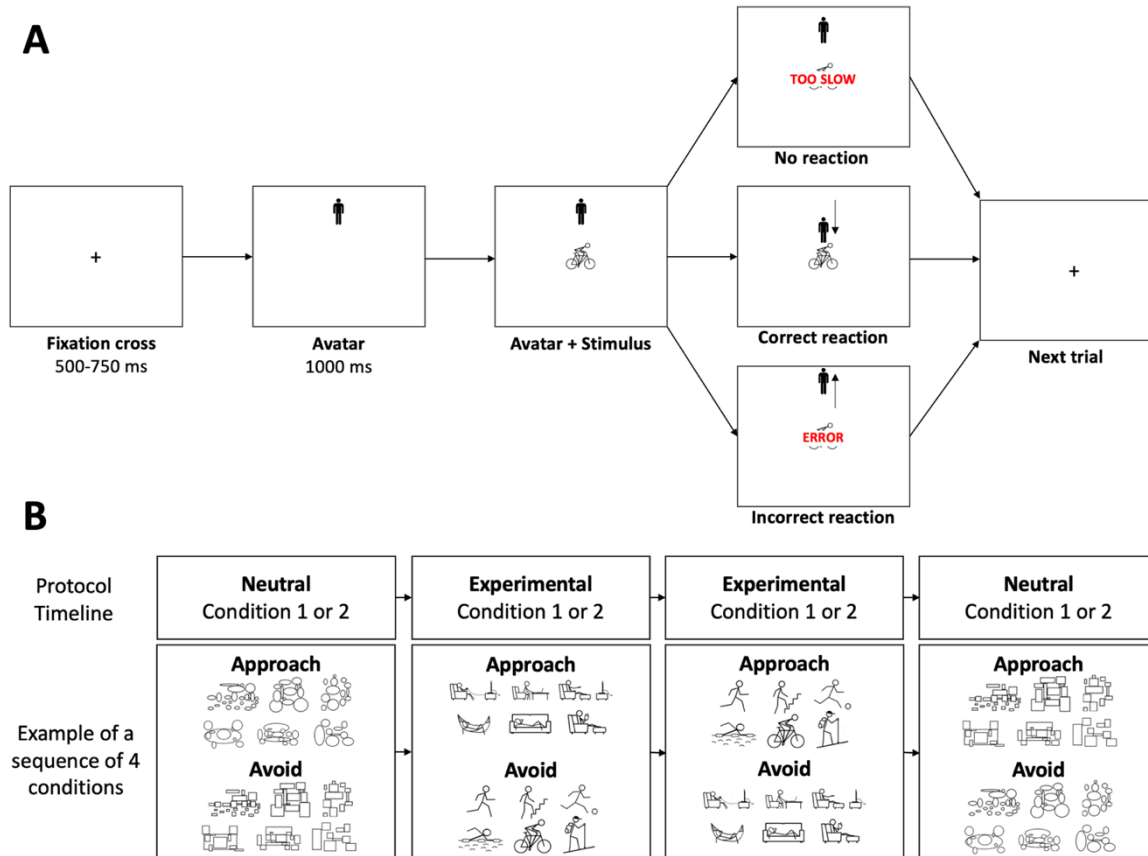 A
TOO SLOW
No reaction
+
Fixation cross
500-750 ms
Avatar
1000 ms
Avatar + Stimulus
Correct reaction
+
Next trial
ERROR
Incorrect reaction
B
Protocol
Timeline
Neutral
Condition 1 or 2
Experimental
Condition 1 or 2
Experimental
Condition 1 or 2
Neutral
Condition 1 or 2
Example of a
sequence of 4
conditions
Approach
Avoid
Approach
Avoid
Approach
Avoid
Approach
Avoid